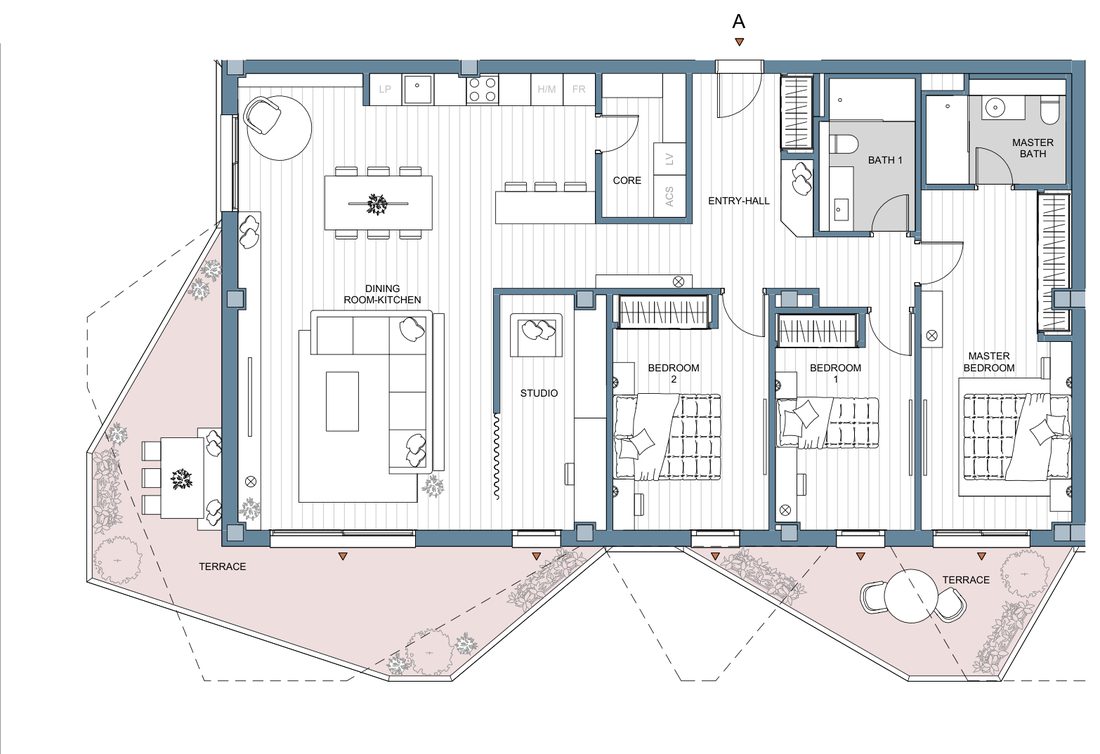 A
LP
H/M
FR
LV
ACS
CORE
ENTRY-HALL
BATH 1
MASTER
BATH
DINING
ROOM-KITCHEN
STUDIO
BEDROOM
2
BEDROOM
1
MASTER
BEDROOM
TERRACE
TERRACE